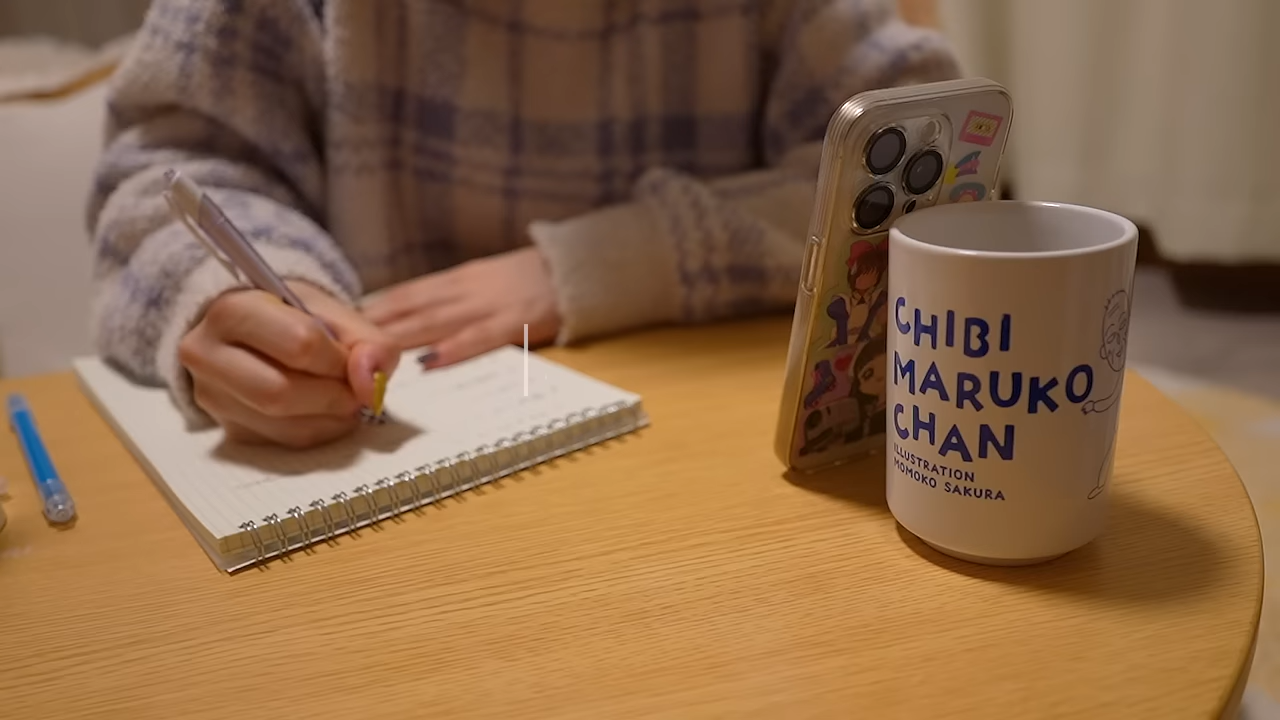 CHIBI
MARUKO
CHAN
ILLUSTRATION
MOMOKO SAKURA